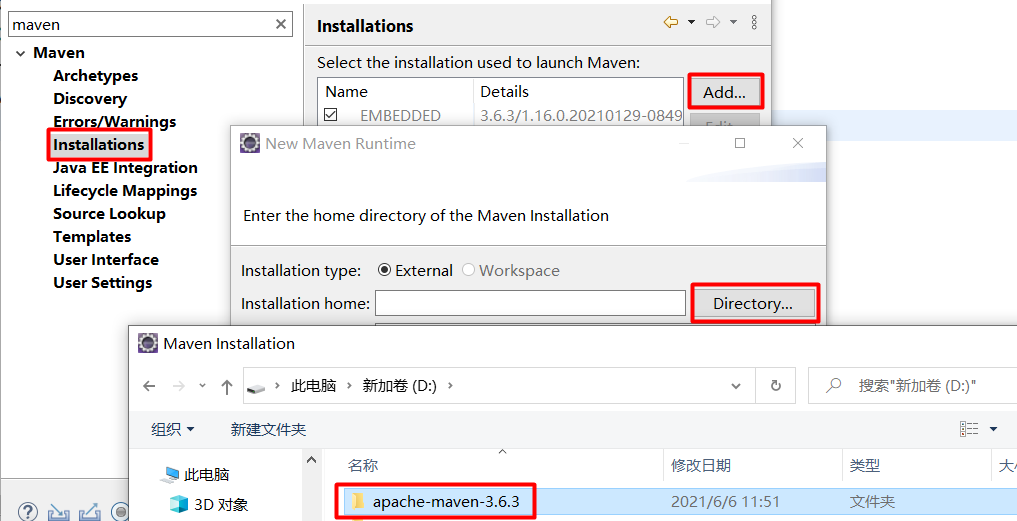 maven
Maven
Archetypes
Discovery
Errors/Warnings
Installations
Java EE Integration
Lifecycle Mappings
Source Lookup
Templates
User Interface
User Settings
Installations
Select the installation used to launch Maven:
Name Details
Add...
EMBEDDED 3.6.3/1.16.0.20210129-0849
New Maven Runtime
Enter the home directory of the Maven Installation
Installation type: External Workspace
Installation home: Directory...
Maven Installation
此电脑 新加卷 (D:) 搜索"新加卷 (D:)"
组织 新建文件夹
此电脑
3D 对象
名称 修改日期 类型
apache-maven-3.6.3 2021/6/6 11:51 文件夹